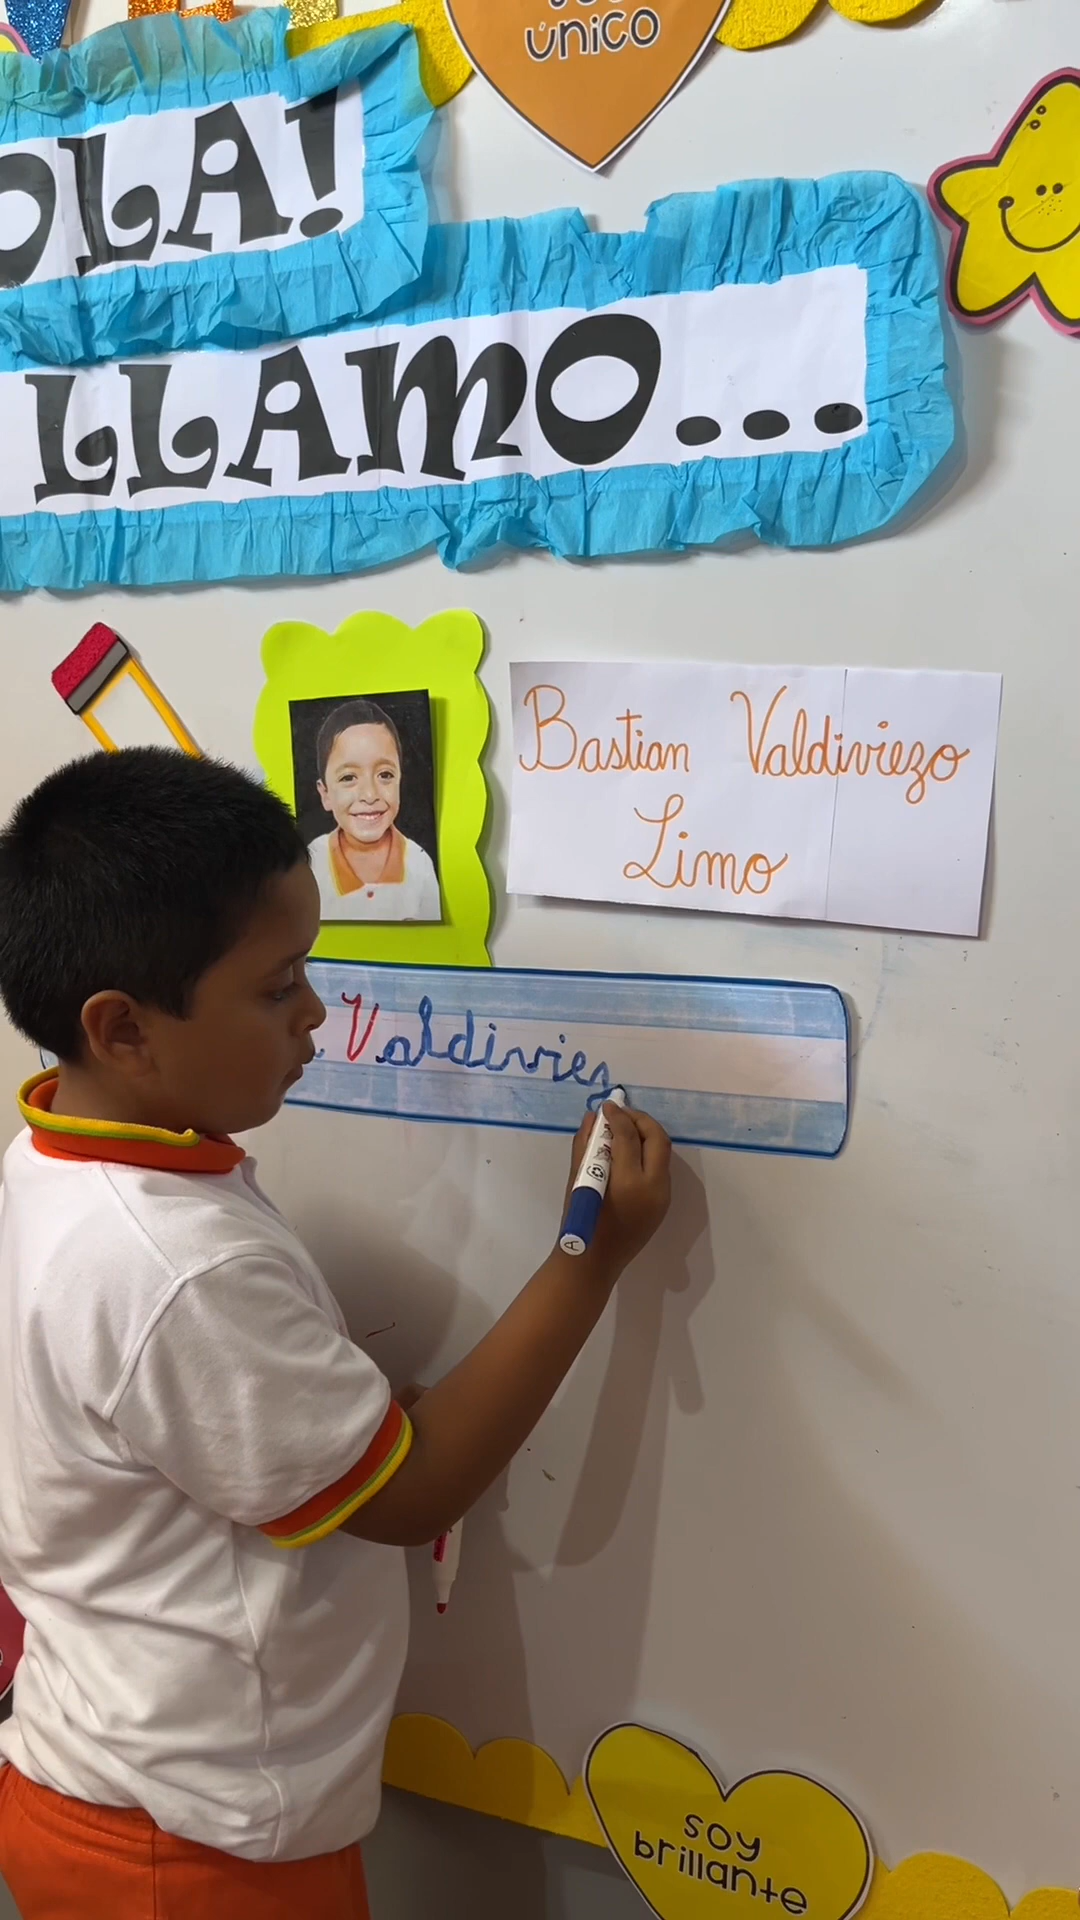 único
OLA!
LLAMO...
Bastian Valdiviezo
Limo
Valdiviez
A
soy
brillante